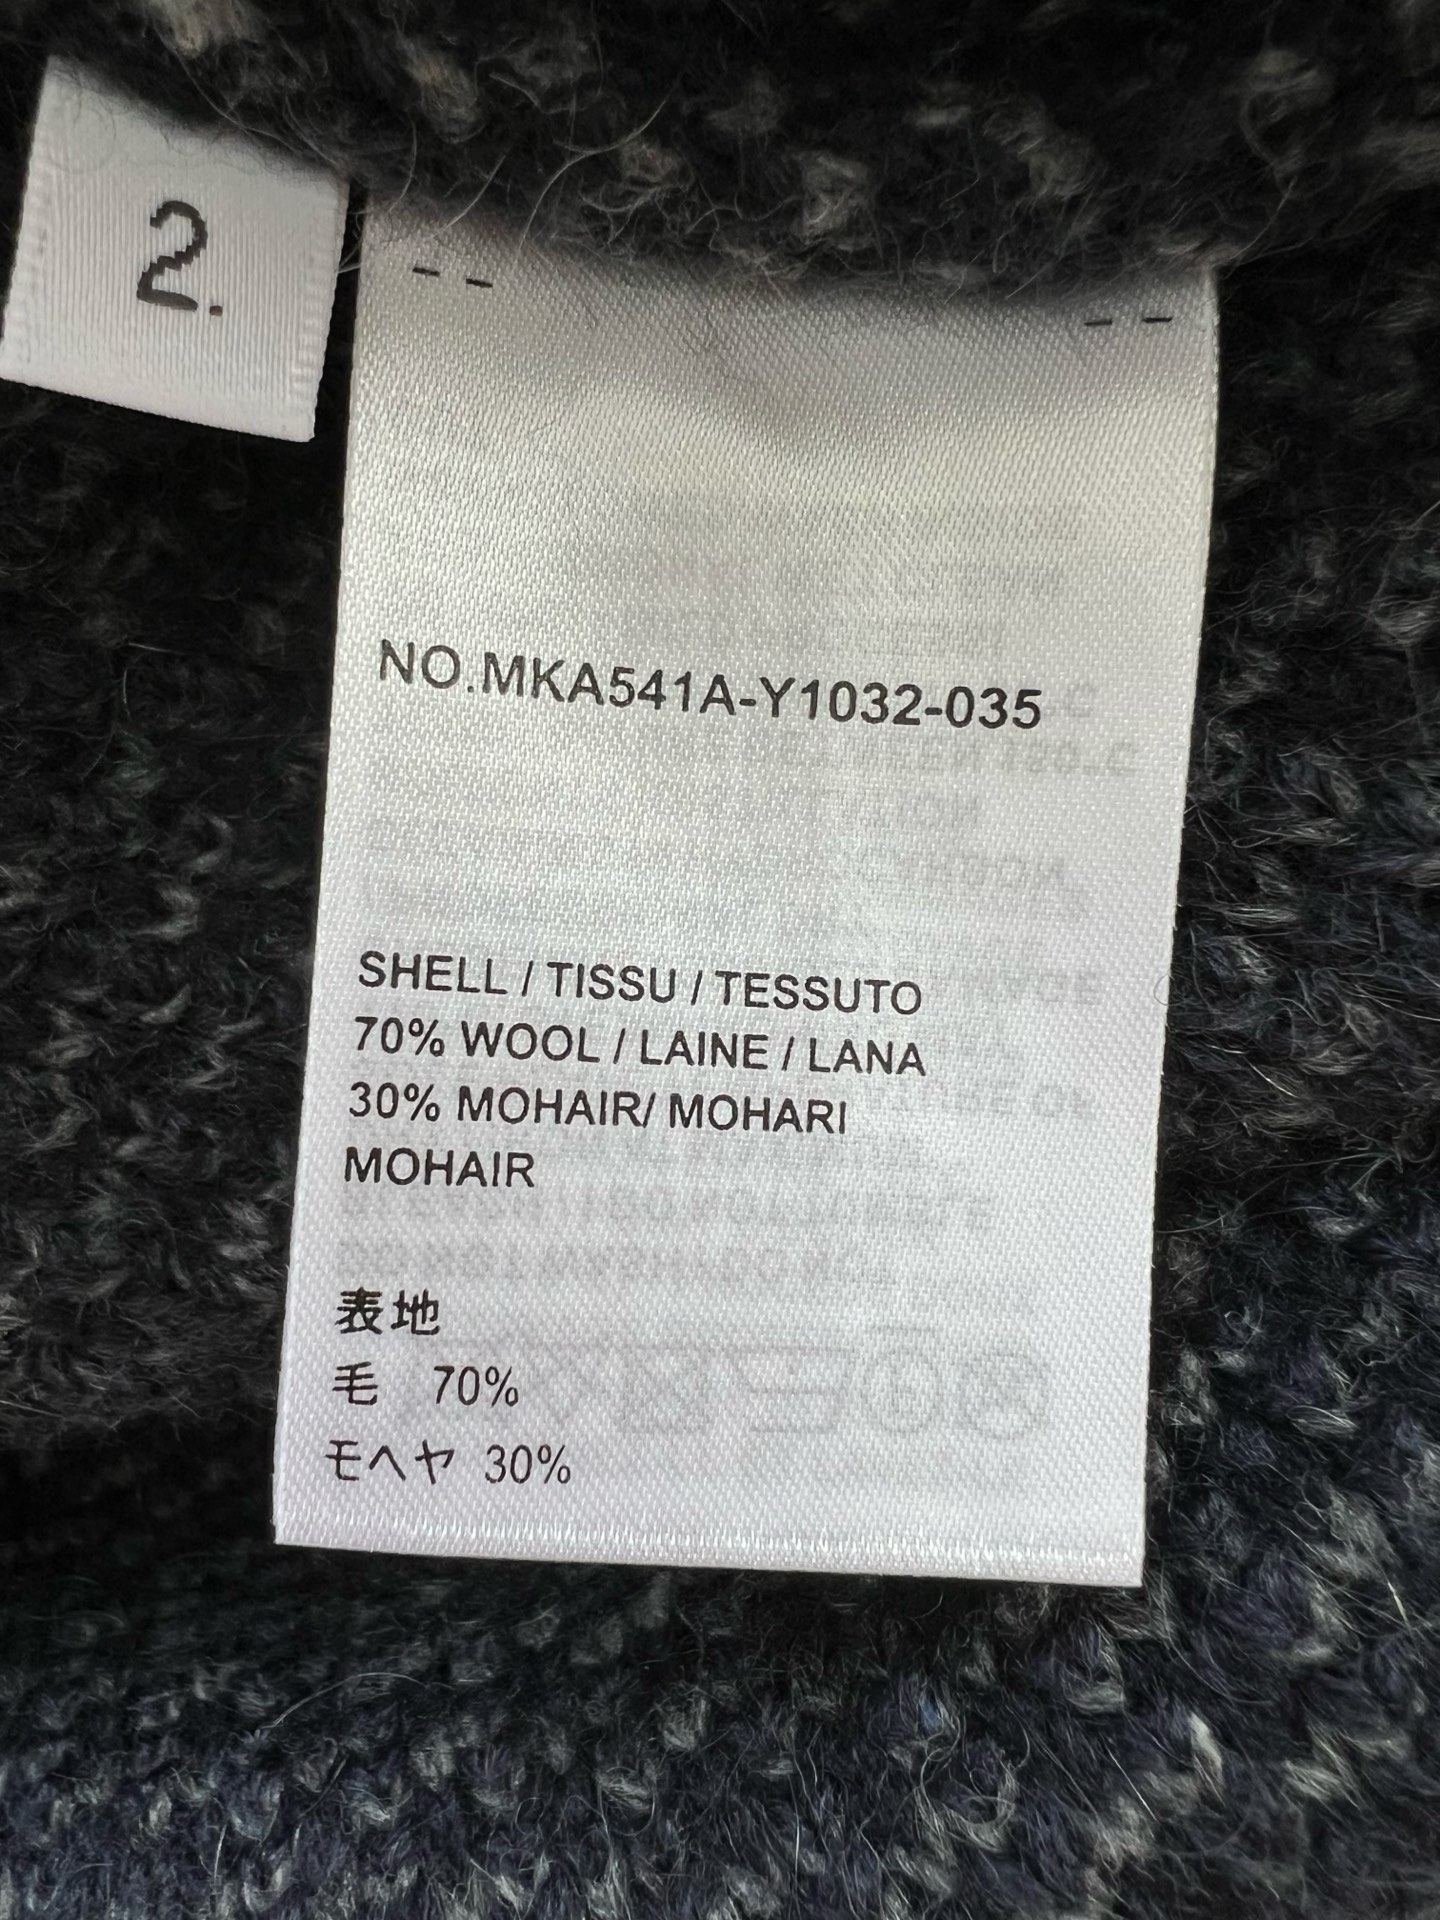 2.
NO.MKA541A-Y1032-035
SHELL / TISSU / TESSUTO
70% WOOL / LAINE / LANA
30% MOHAIR/ MOHARI
MOHAIR
表地
毛 70%
モヘヤ 30%